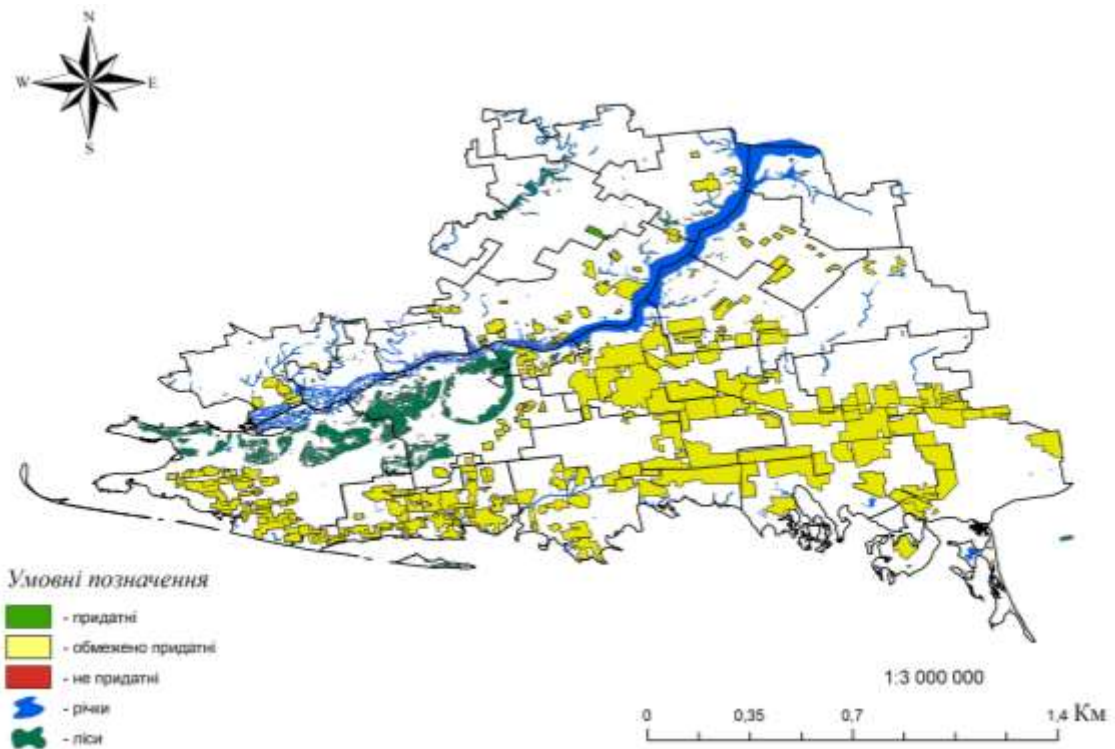 N
W E
S
Умовні позначення
- придатні
- обмежено придатні
- не придатні
- річки
- ліси
1:3 000 000
0 0,35 0,7 1,4 Км